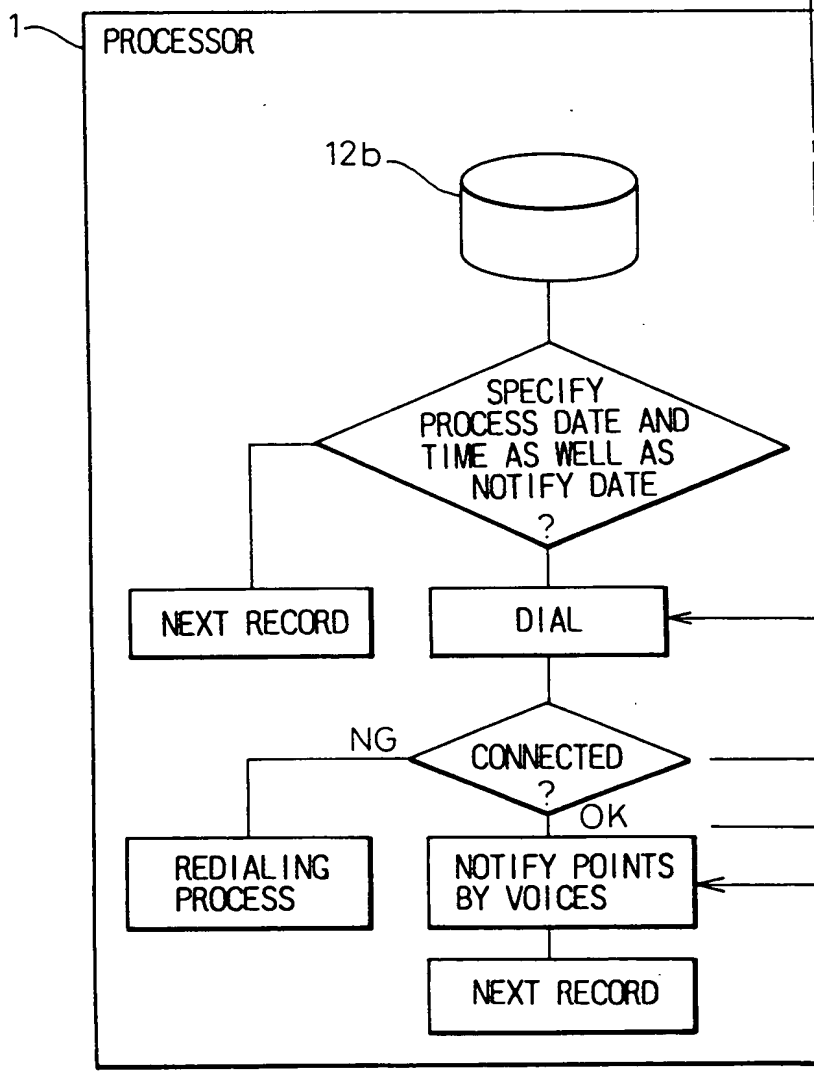 1
PROCESSOR
12b
SPECIFY
PROCESS DATE AND
TIME AS WELL AS
NOTIFY DATE
?
NEXT RECORD
DIAL
NG
CONNECTED
?
OK
REDIALING
PROCESS
NOTIFY POINTS
BY VOICES
NEXT RECORD